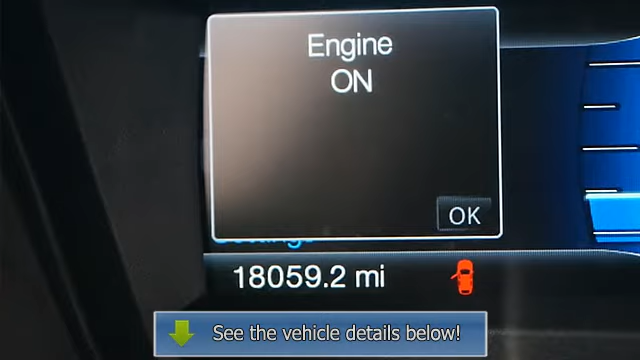 Engine
ON
OK
18059.2 mi
See the vehicle details below!